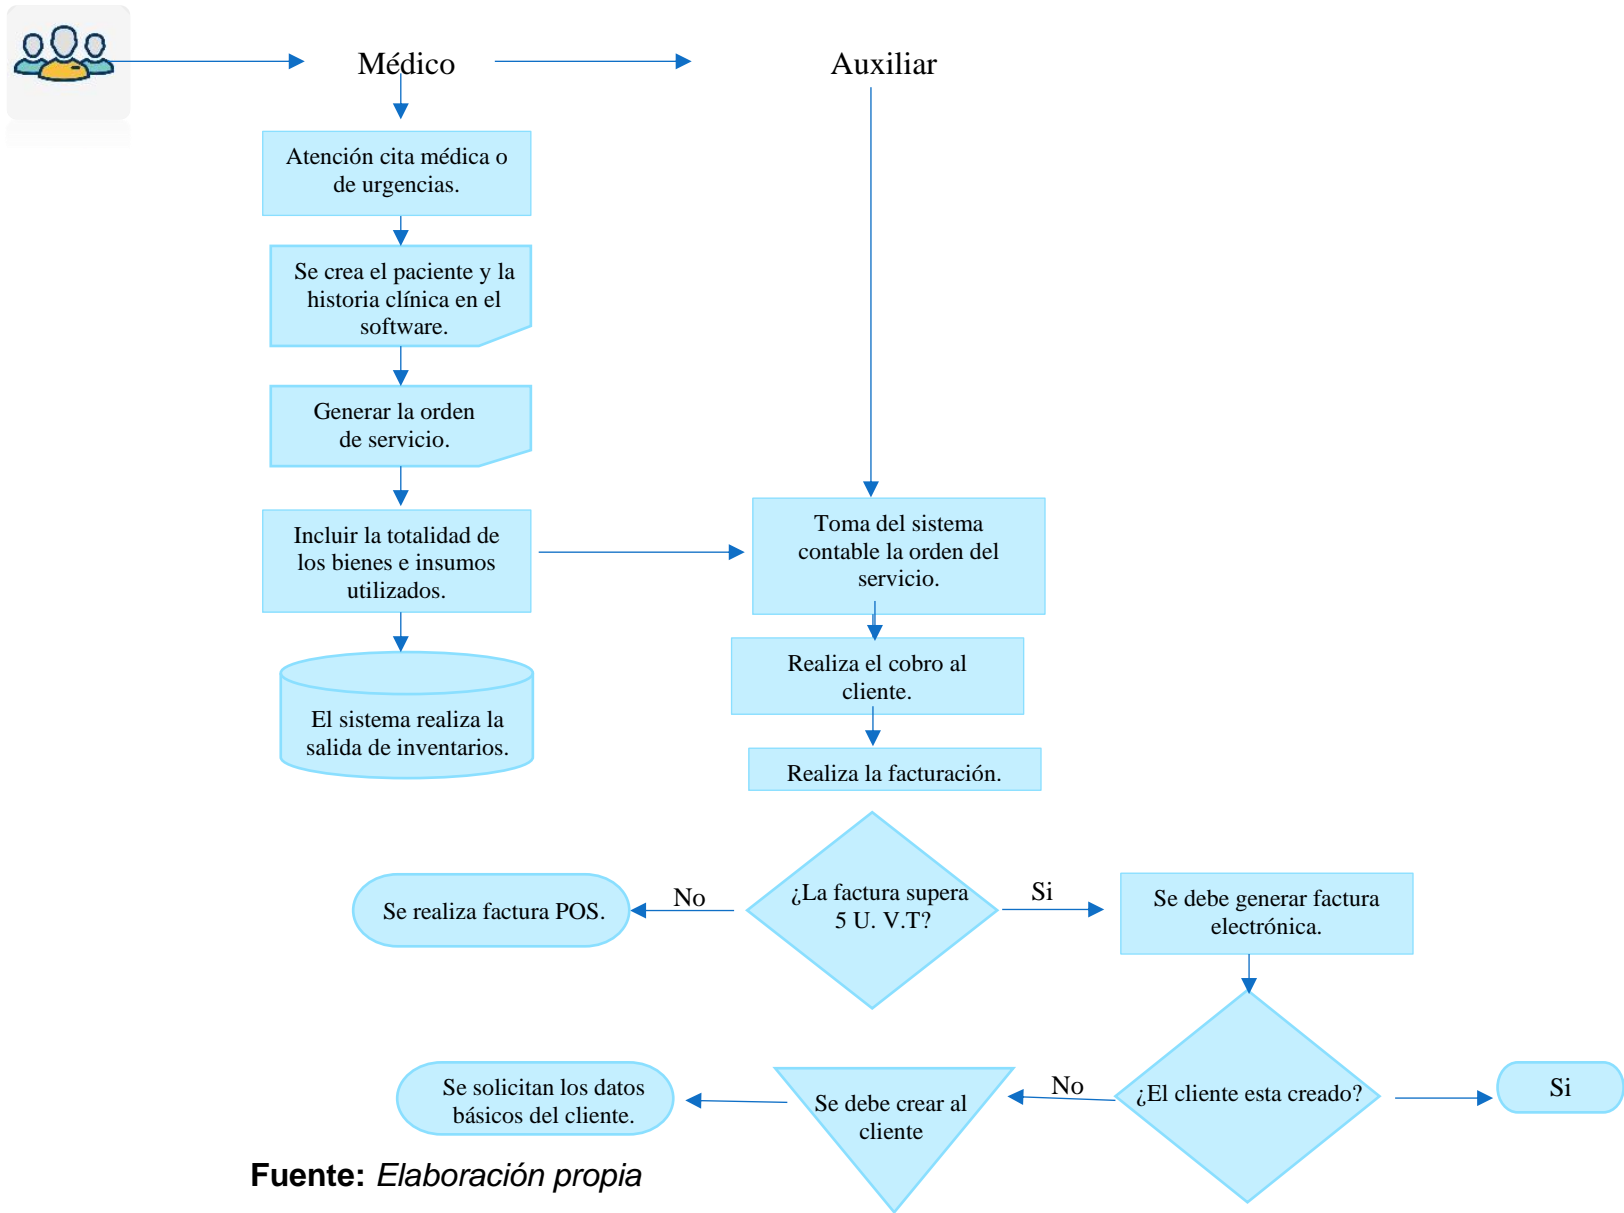 Médico
Auxiliar
Atención cita médica o
de urgencias.
Se crea el paciente y la
historia clínica en el
software.
Generar la orden
de servicio.
Incluir la totalidad de
los bienes e insumos
utilizados.
El sistema realiza la
salida de inventarios.
Toma del sistema
contable la orden del
servicio.
Realiza el cobro al
cliente.
Realiza la facturación.
¿La factura supera
5 U. V.T?
No
Se realiza factura POS.
Si
Se debe generar factura
electrónica.
¿El cliente esta creado?
Si
No
Se debe crear al
cliente
Se solicitan los datos
básicos del cliente.
Fuente: Elaboración propia